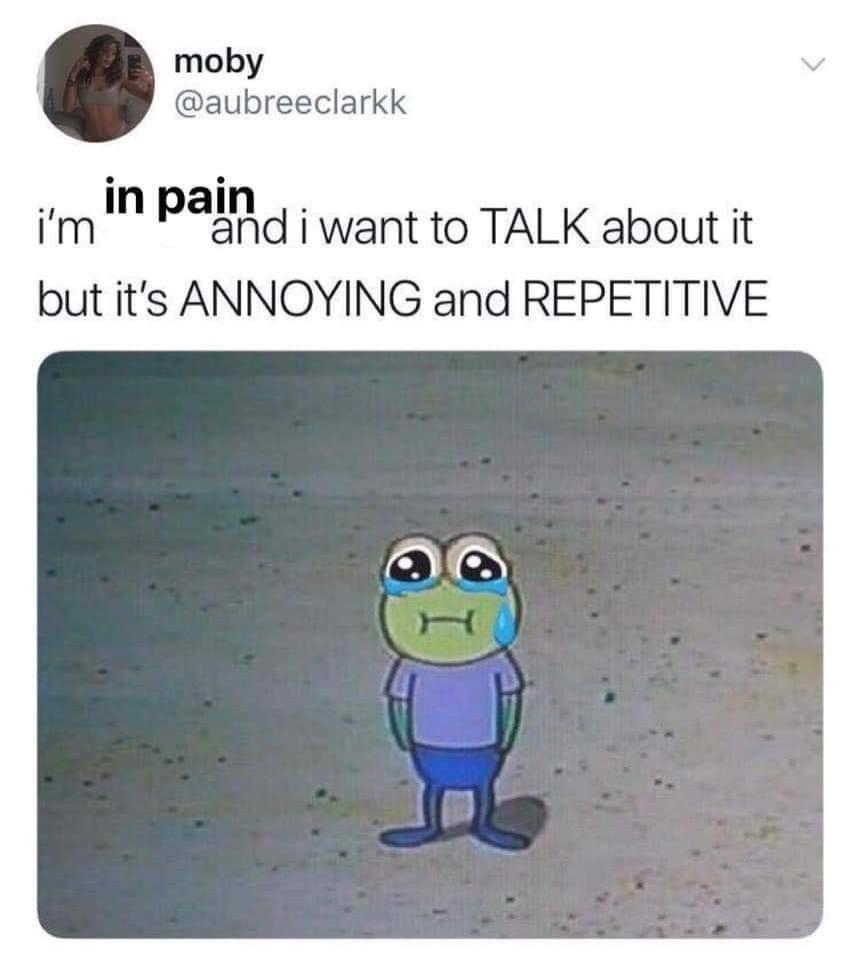 moby
@aubreeclarkk
i'm in pain and i want to TALK about it
but it's ANNOYING and REPETITIVE